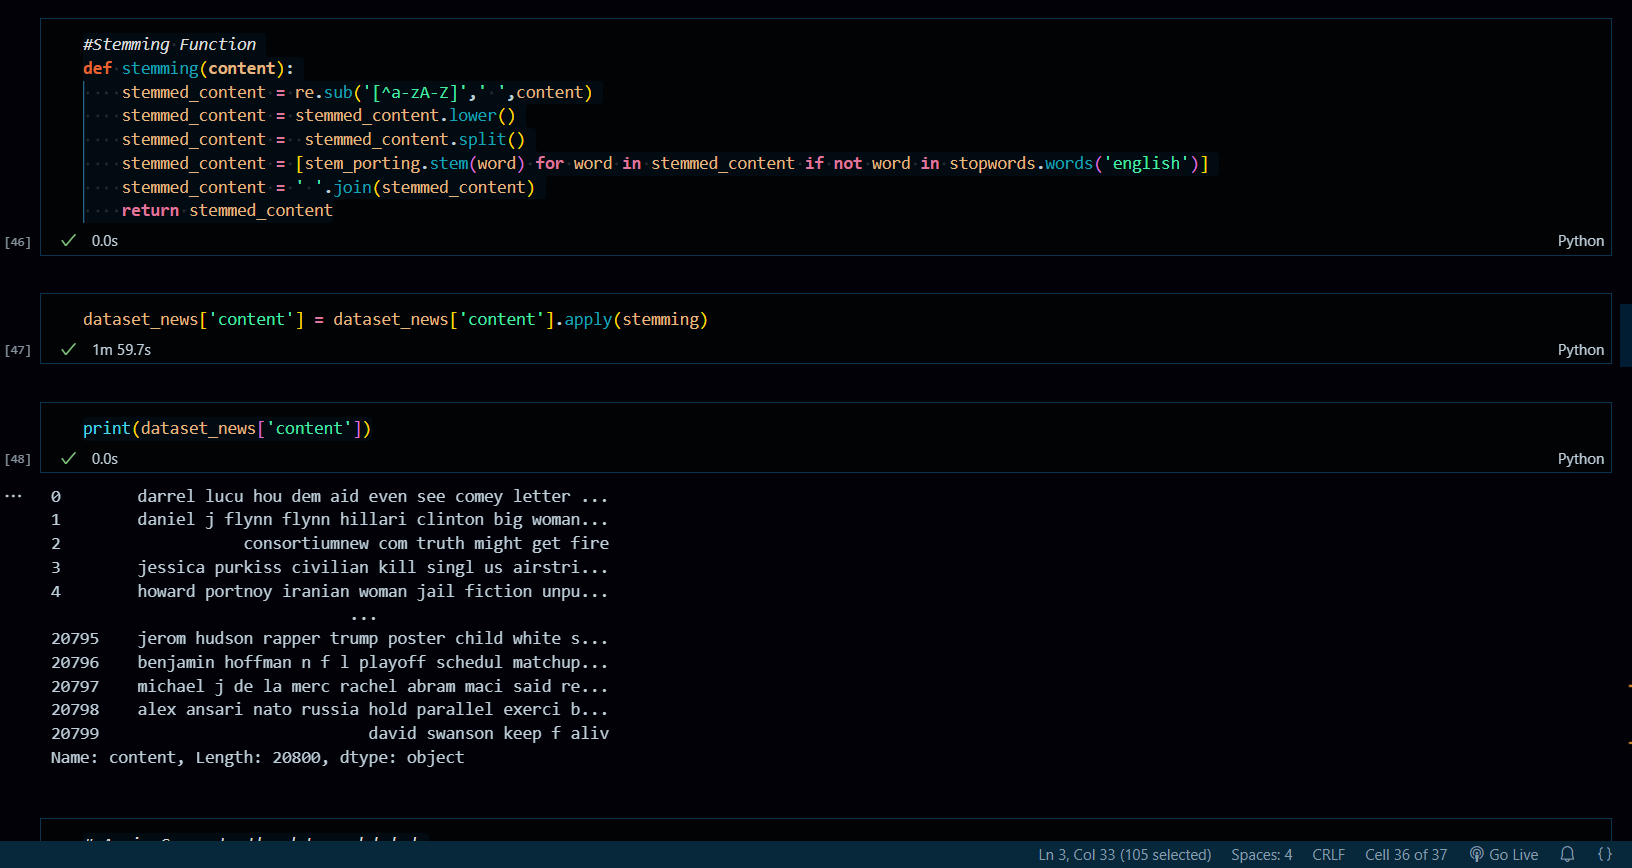 #Stemming Function
def stemming(content):
    stemmed_content = re.sub('[^a-zA-Z]',' ',content)
    stemmed_content = stemmed_content.lower()
    stemmed_content =  stemmed_content.split()
    stemmed_content = [stem_porting.stem(word) for word in stemmed_content if not word in stopwords.words('english')]
    stemmed_content = ' '.join(stemmed_content)
    return stemmed_content
[46] 0.0s Python
dataset_news['content'] = dataset_news['content'].apply(stemming)
[47] 1m 59.7s Python
print(dataset_news['content'])
[48] 0.0s Python
... 0        darrel lucu hou dem aid even see comey letter ...
1        daniel j flynn flynn hillari clinton big woman...
2                   consortiumnew com truth might get fire
3        jessica purkiss civilian kill singl us airstri...
4        howard portnoy iranian woman jail fiction unpu...
                               ...
20795    jerom hudson rapper trump poster child white s...
20796    benjamin hoffman n f l playoff schedul matchup...
20797    michael j de la merc rachel abram maci said re...
20798    alex ansari nato russia hold parallel exerci b...
20799                            david swanson keep f aliv
Name: content, Length: 20800, dtype: object
Ln 3, Col 33 (105 selected) Spaces: 4 CRLF Cell 36 of 37 Go Live {}